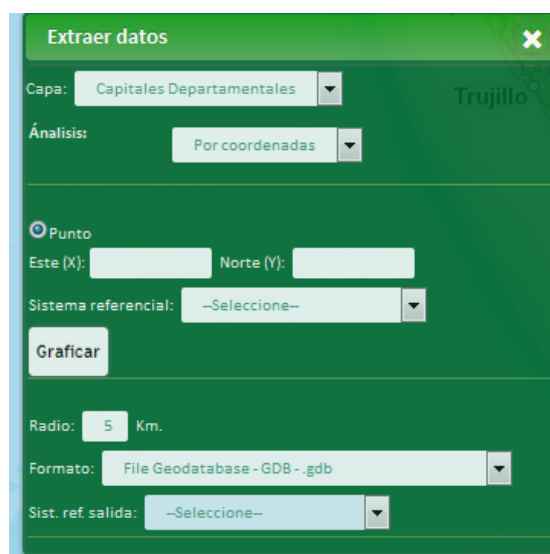 Extraer datos
Capa: Capitales Departamentales
Trujillo
Ánalisis: Por coordenadas
Punto
Este (X): Norte (Y):
Sistema referencial: --Seleccione--
Graficar
Radio: 5 Km.
Formato: File Geodatabase - GDB - .gdb
Sist. ref. salida: --Seleccione--